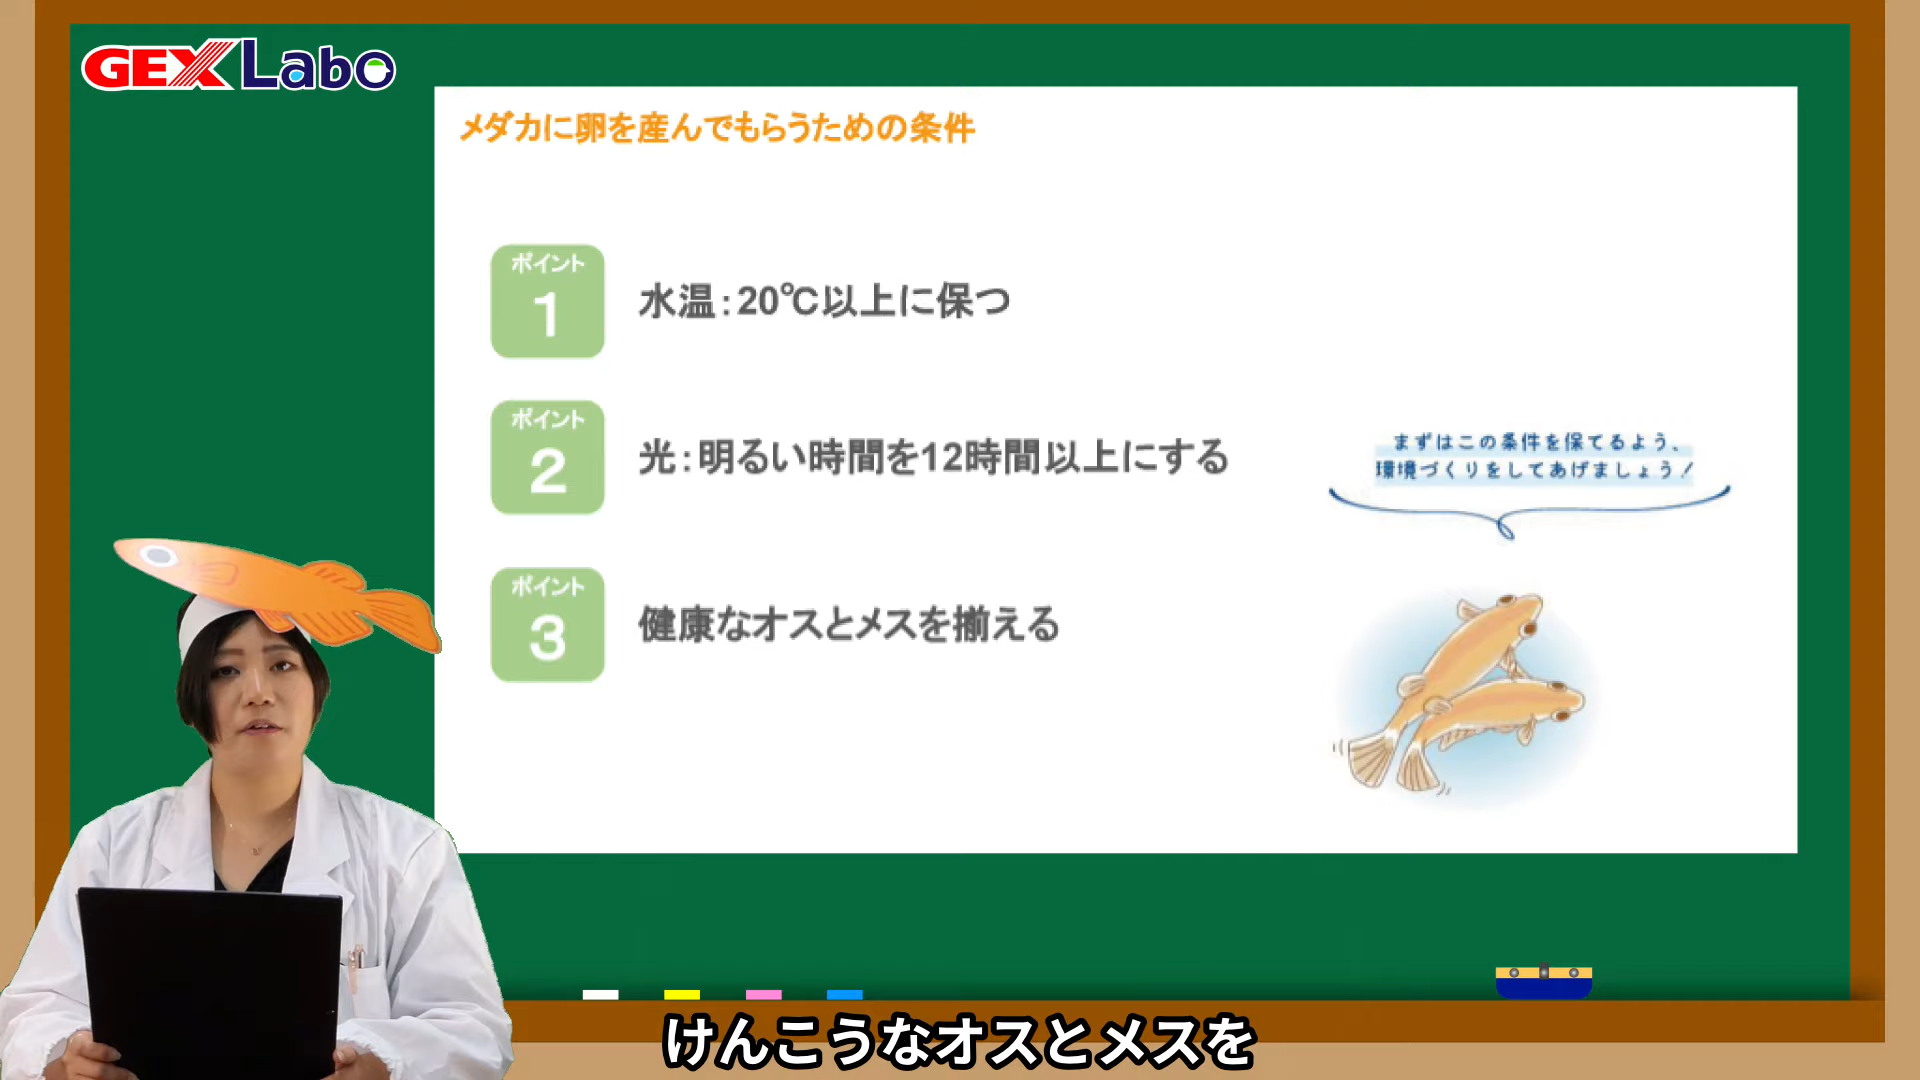 GEX Labo
メダカに卵を産んでもらうための条件
ポイント
1
水温：20℃以上に保つ
ポイント
2
光：明るい時間を12時間以上にする
ポイント
3
健康なオスとメスを揃える
まずはこの条件を保てるよう、
環境づくりをしてあげましょう！
けんこうなオスとメスを